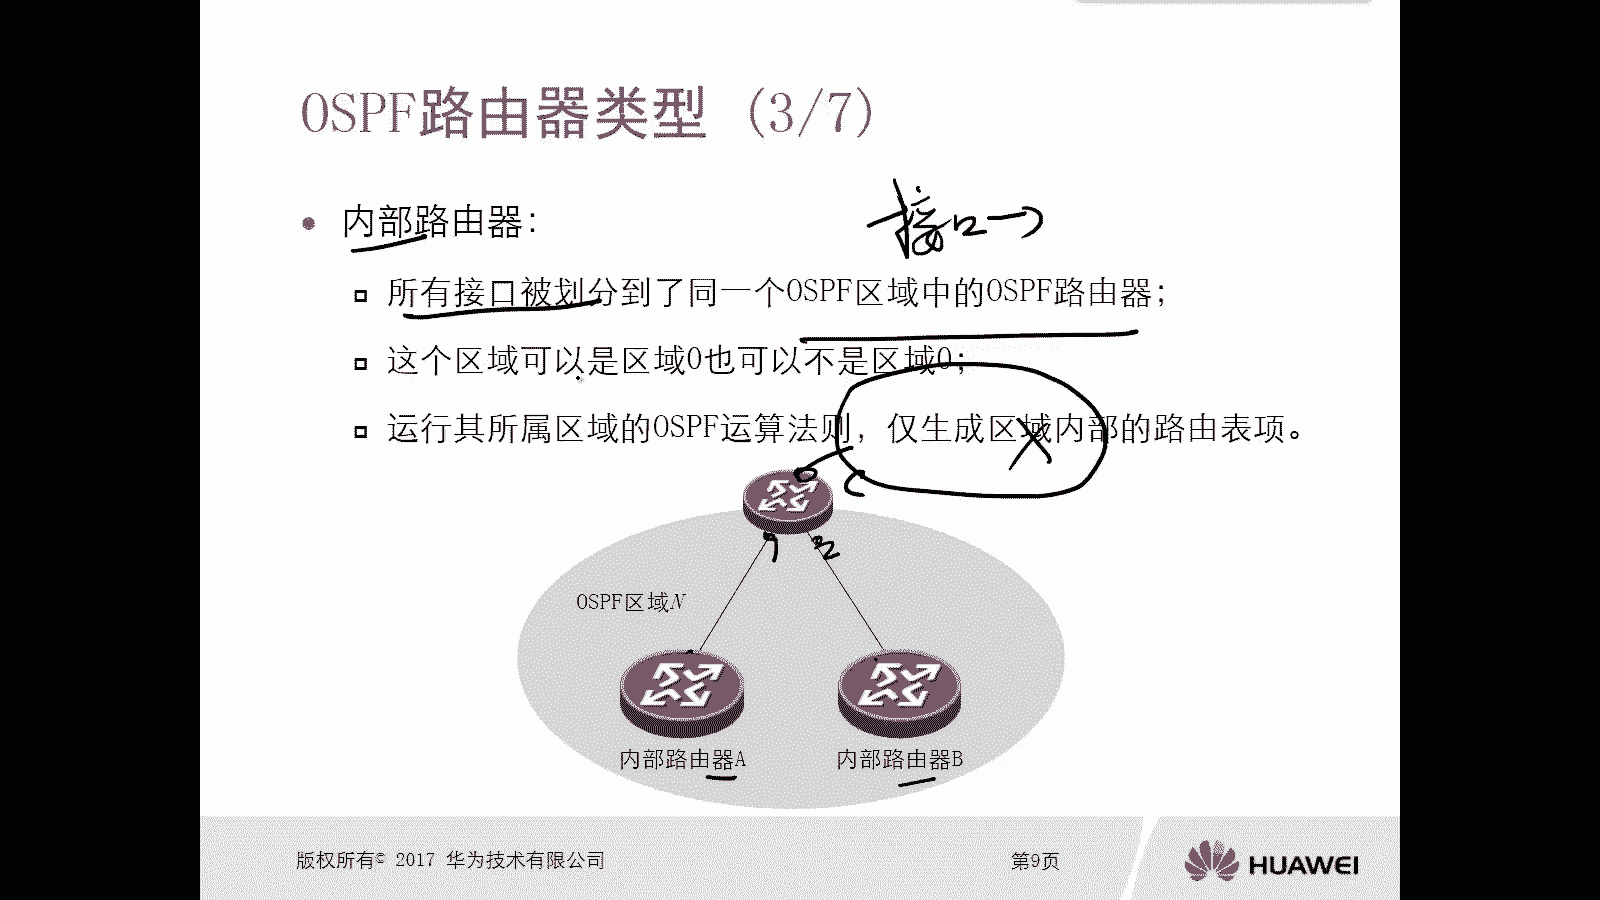 OSPF路由器类型 (3/7)
接口→
内部路由器:
所有接口被划分到了同一个OSPF区域中的OSPF路由器;
这个区域可以是区域0也可以不是区域0;
运行其所属区域的OSPF运算法则，仅生成区域内部的路由表项。
1 2
OSPF区域N
内部路由器A 内部路由器B
版权所有© 2017 华为技术有限公司
第9页
HUAWEI